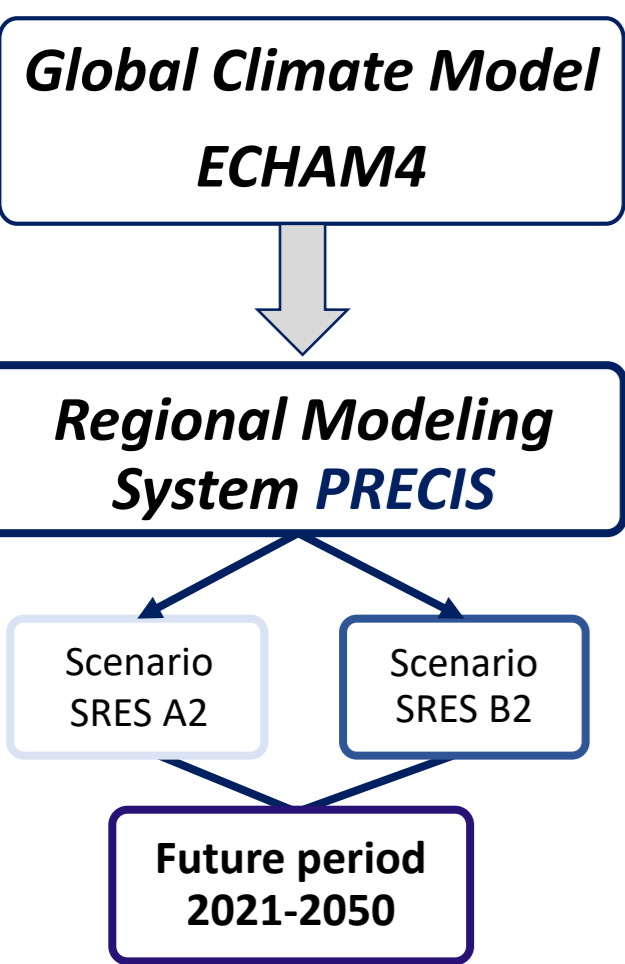 Global Climate Model
ECHAM4
Regional Modeling
System PRECIS
Scenario
SRES A2
Scenario
SRES B2
Future period
2021-2050